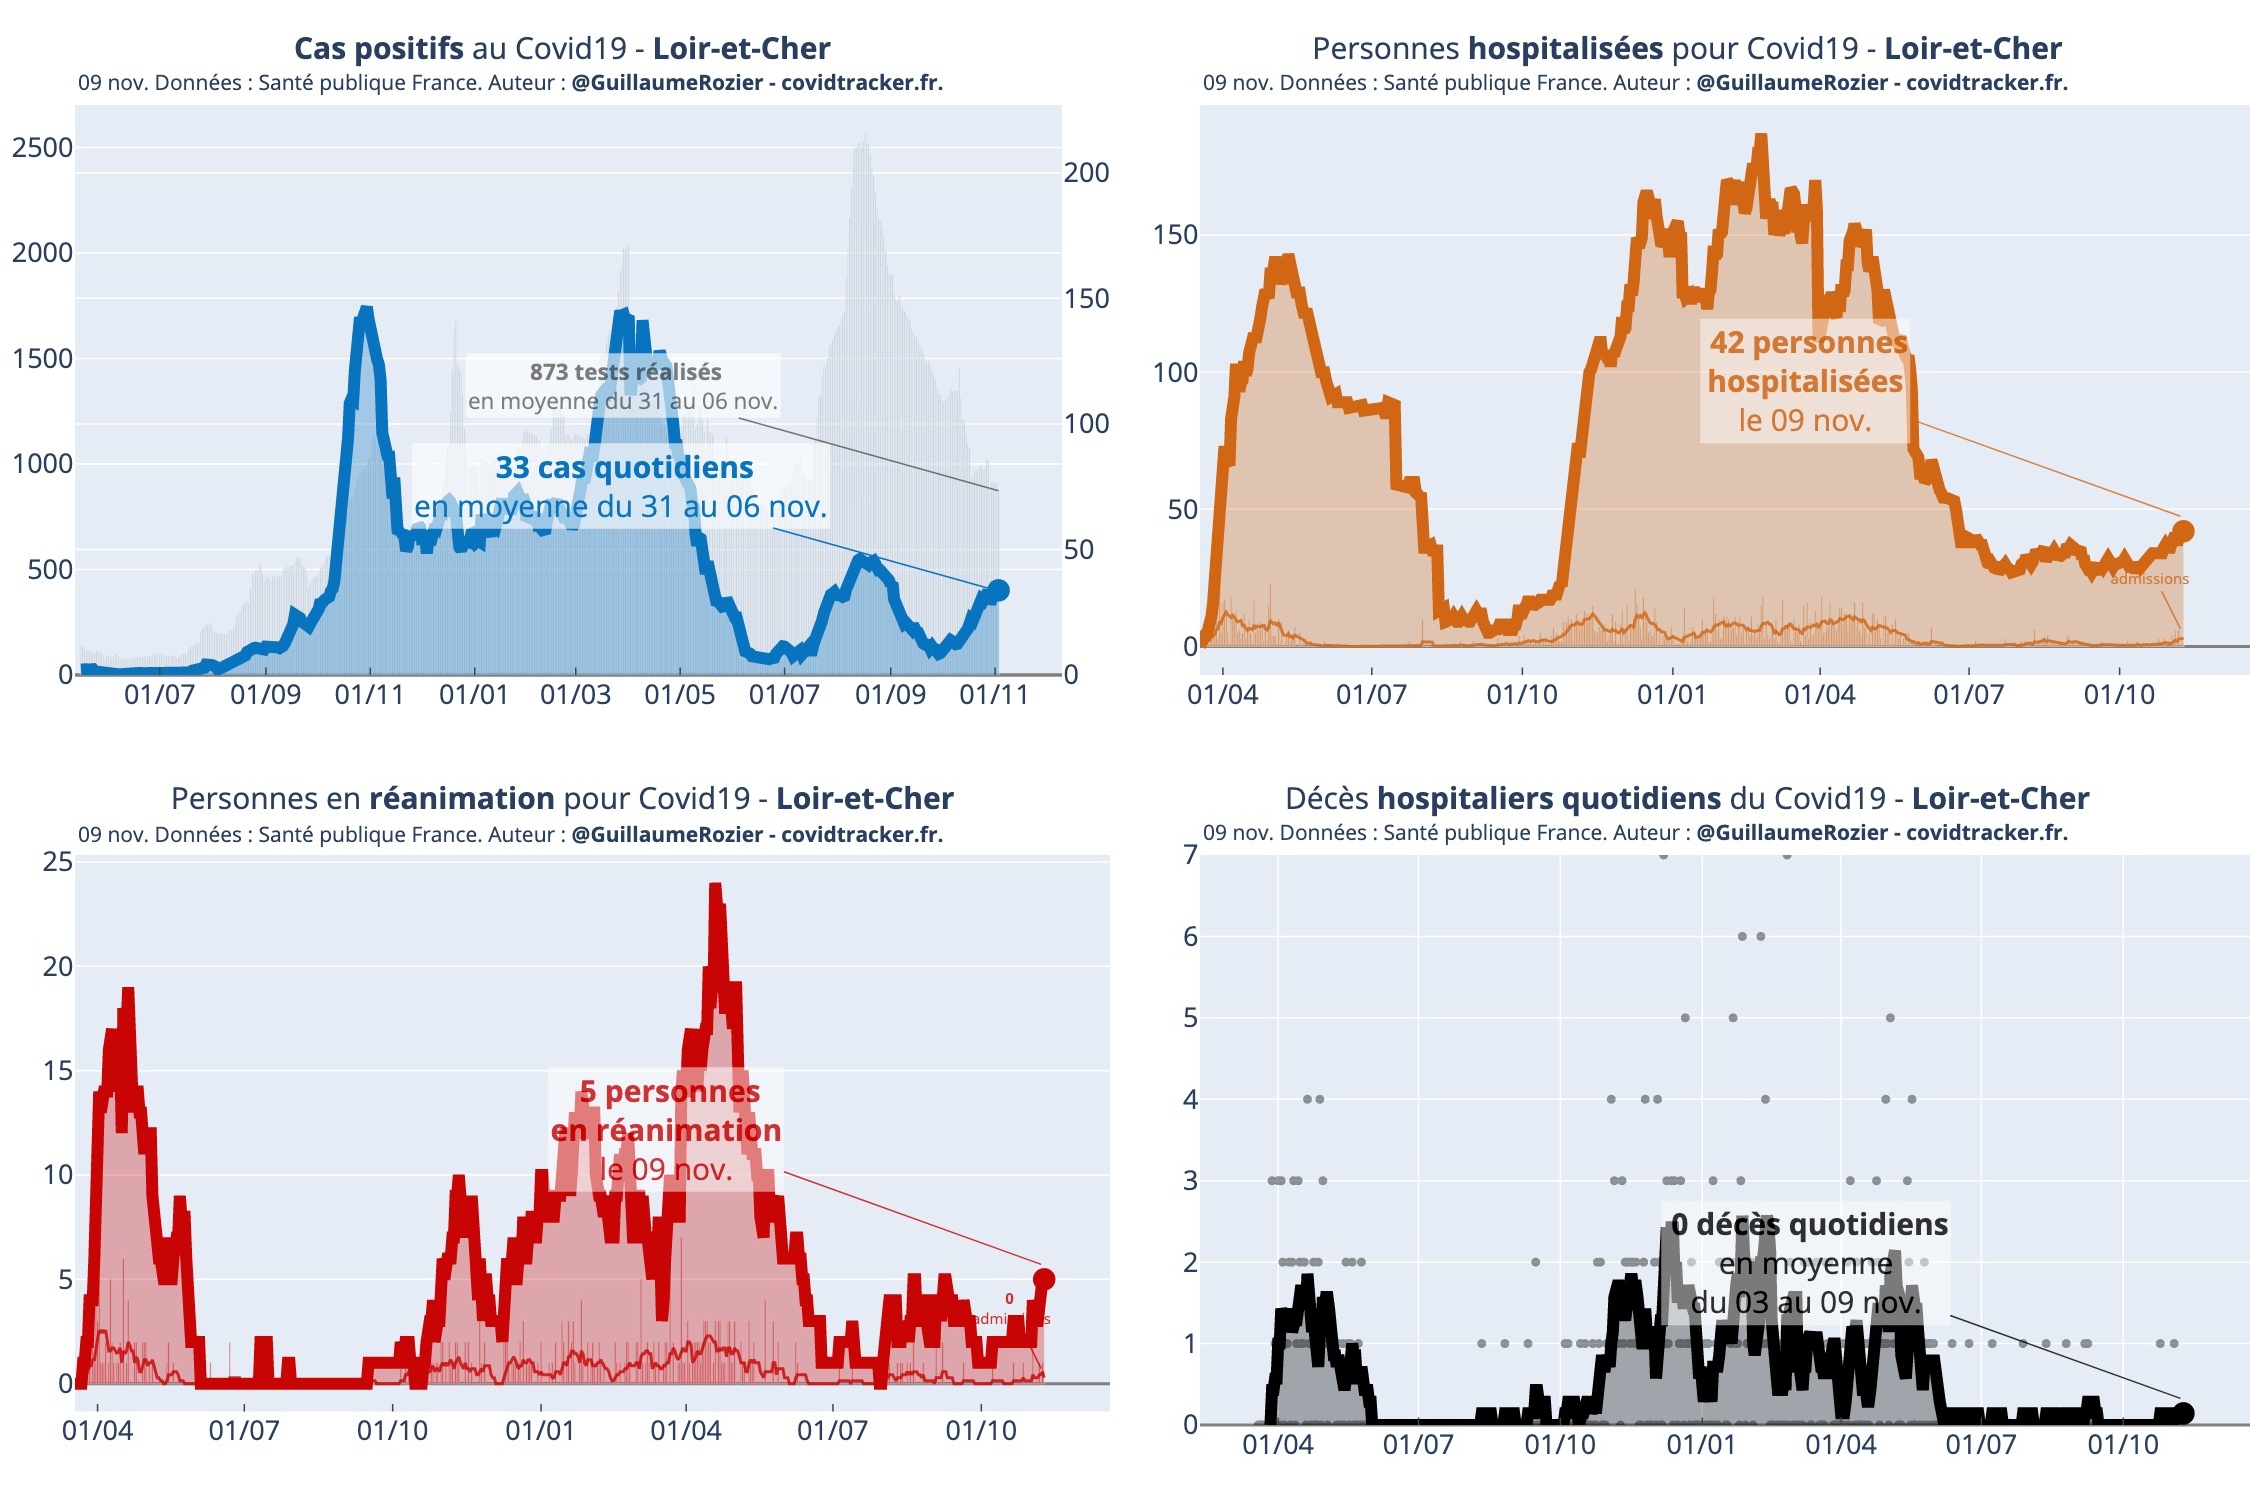 Cas positifs au Covid19 - Loir-et-Cher
09 nov. Données : Santé publique France. Auteur : @GuillaumeRozier - covidtracker.fr.
2500
2000
1500
1000
500
0
200
150
100
50
0
873 tests réalisés
en moyenne du 31 au 06 nov.
33 cas quotidiens
en moyenne du 31 au 06 nov.
01/07 01/09 01/11 01/01 01/03 01/05 01/07 01/09 01/11
Personnes hospitalisées pour Covid19 - Loir-et-Cher
09 nov. Données : Santé publique France. Auteur : @GuillaumeRozier - covidtracker.fr.
150
100
50
0
42 personnes
hospitalisées
le 09 nov.
admissions
01/04 01/07 01/10 01/01 01/04 01/07 01/10
Personnes en réanimation pour Covid19 - Loir-et-Cher
09 nov. Données : Santé publique France. Auteur : @GuillaumeRozier - covidtracker.fr.
25
20
15
10
5
0
5 personnes
en réanimation
le 09 nov.
0
admissions
01/04 01/07 01/10 01/01 01/04 01/07 01/10
Décès hospitaliers quotidiens du Covid19 - Loir-et-Cher
09 nov. Données : Santé publique France. Auteur : @GuillaumeRozier - covidtracker.fr.
7
6
5
4
3
2
1
0
0 décès quotidiens
en moyenne
du 03 au 09 nov.
01/04 01/07 01/10 01/01 01/04 01/07 01/10